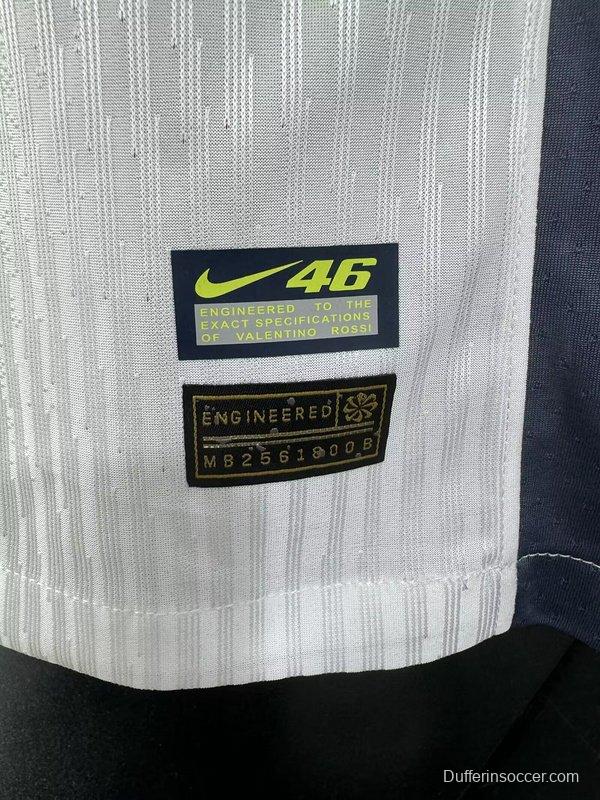 46
ENGINEERED TO THE
EXACT SPECIFICATIONS
OF VALENTINO ROSSI
ENGINEERED
MB2561800B
Dufferinsoccer.com